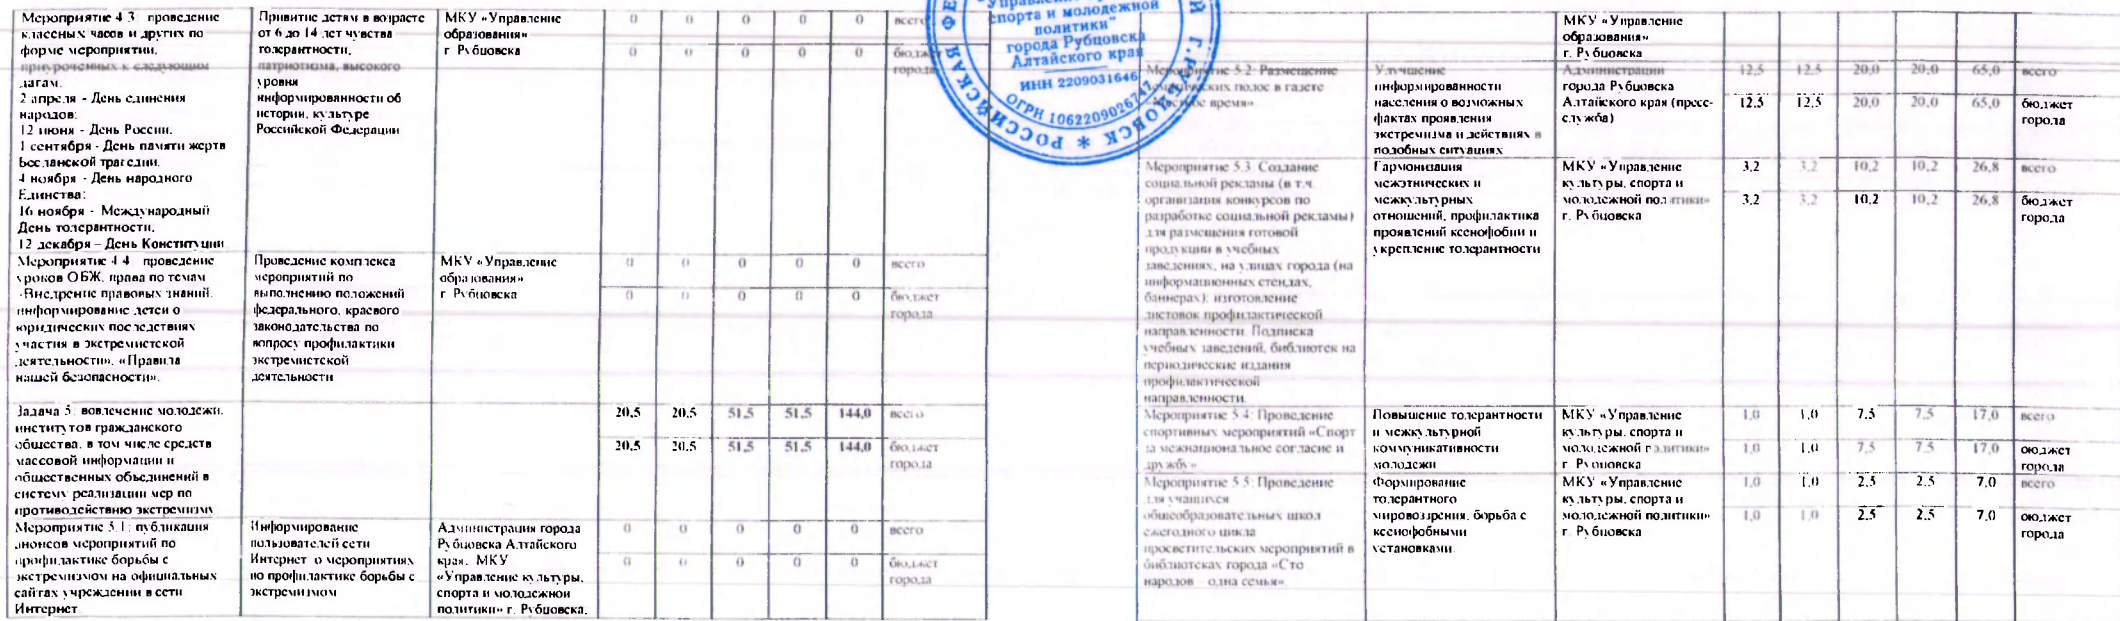 Мероприятие 4.3: проведение
классных часов и других по
форме мероприятии,
приуроченных к следующим
датам:
2 апреля - День единения
народов;
12 июня - День России,
1 сентября - День памяти жертв
Бесланской трагедии,
4 ноября - День народного
Единства;
16 ноября - Международный
День толерантности,
12 декабря – День Конституции
Привитие детям в возрасте
от 6 до 14 лет чувства
толерантности,
патриотизма, высокого
уровня
информированности об
истории, культуре
Российской Федерации
МКУ «Управление
образования»
г. Рубцовска
0 0 0 0 0 всего
0 0 0 0 0 бюджет
города
Мероприятие 4.4: проведение
уроков ОБЖ, права по темам
«Внедрение правовых знаний,
информирование детей о
юридических последствиях
участия в экстремистской
деятельности», «Правила
нашей безопасности».
Проведение комплекса
мероприятий по
выполнению положений
федерального, краевого
законодательства по
вопросу профилактики
экстремистской
деятельности
МКУ «Управление
образования»
г. Рубцовска
0 0 0 0 0 всего
0 0 0 0 0 бюджет
города
Задача 5: вовлечение молодежи,
институтов гражданского
общества, в том числе средств
массовой информации и
общественных объединений в
систему реализации мер по
противодействию экстремизму
20,5 20,5 51,5 51,5 144,0 всего
20,5 20,5 51,5 51,5 144,0 бюджет
города
Мероприятие 5.1: публикация
анонсов мероприятий по
профилактике борьбы с
экстремизмом на официальных
сайтах учреждении в сети
Интернет
Информирование
пользователей сети
Интернет о мероприятиях
по профилактике борьбы с
экстремизмом
Администрация города
Рубцовска Алтайского
края, МКУ
«Управление культуры,
спорта и молодежной
политики» г. Рубцовска,
0 0 0 0 0 всего
0 0 0 0 0 бюджет
города
спорта и молодежной
политики"
города Рубцовска
Алтайского края
ИНН 2209031646
РОССИЙСКАЯ
МКУ «Управление
образования»
г. Рубцовска
Мероприятие 5.2: Размещение
полос в газете
время».
Улучшение
информированности
населения о возможных
фактах проявления
экстремизма и действиях в
подобных ситуациях
Администрации
города Рубцовска
Алтайского края (пресс-
служба)
12,5 12,5 20,0 20,0 65,0 всего
12,5 12,5 20,0 20,0 65,0 бюджет
города
Мероприятие 5.3: Создание
социальной рекламы (в т.ч.
организация конкурсов по
разработке социальной рекламы)
для размещения готовой
продукции в учебных
заведениях, на улицах города (на
информационных стендах,
баннерах); изготовление
листовок профилактической
направленности. Подписка
учебных заведений, библиотек на
периодические издания
профилактической
направленности.
Гармонизация
межэтнических и
межкультурных
отношений, профилактика
проявлений ксенофобии и
укрепление толерантности
МКУ «Управление
культуры, спорта и
молодежной политики»
г. Рубцовска
3,2 3,2 10,2 10,2 26,8 всего
3,2 3,2 10,2 10,2 26,8 бюджет
города
Мероприятие 5.4: Проведение
спортивных мероприятий «Спорт
за межнациональное согласие и
дружбу»
Повышение толерантности
и межкультурной
коммуникативности
молодежи
МКУ «Управление
культуры, спорта и
молодежной политики»
г. Рубцовска
1,0 1,0 7,5 7,5 17,0 всего
1,0 1,0 7,5 7,5 17,0 бюджет
города
Мероприятие 5.5: Проведение
для учащихся
общеобразовательных школ
ежегодного цикла
просветительских мероприятий в
библиотеках города «Сто
народов – одна семья».
Формирование
толерантного
мировоззрения, борьба с
ксенофобными
установками.
МКУ «Управление
культуры, спорта и
молодежной политики»
г. Рубцовска
1,0 1,0 2,5 2,5 7,0 всего
1,0 1,0 2,5 2,5 7,0 бюджет
города